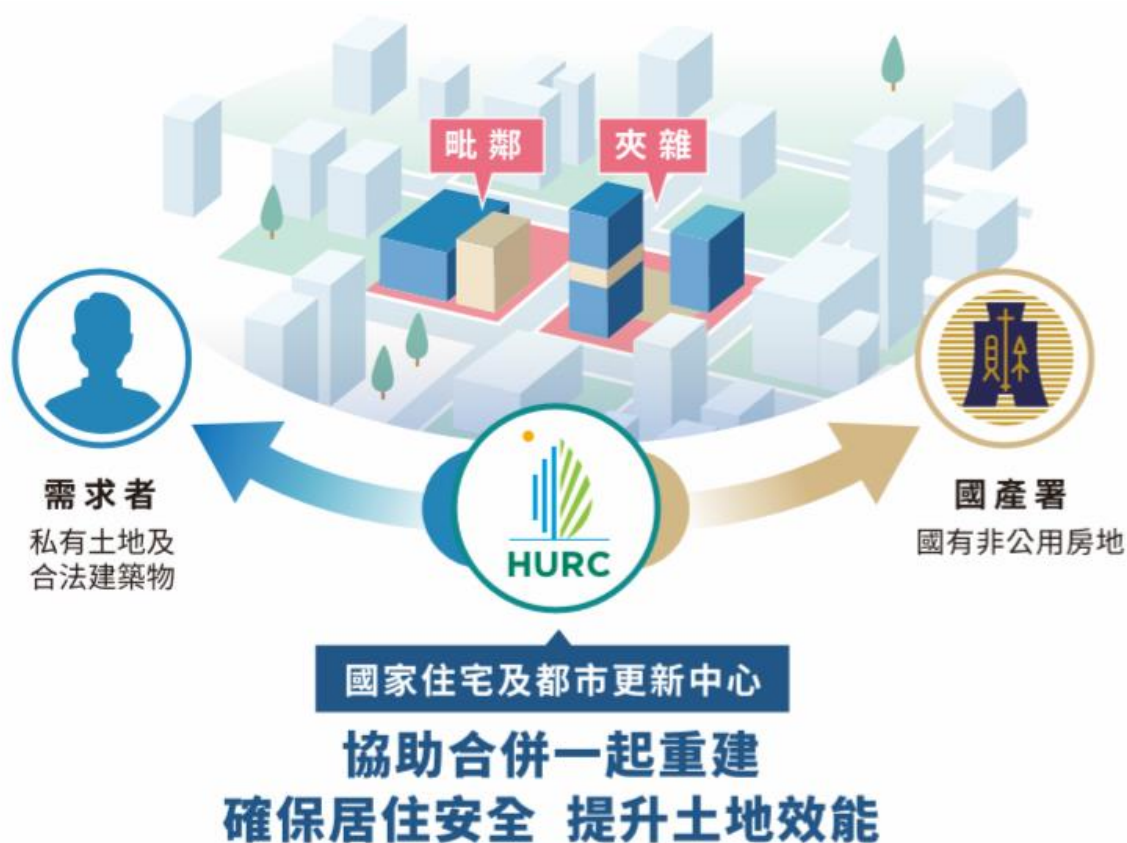 毗鄰
夾雜
需求者
私有土地及
合法建築物
HURC
國產署
國有非公用房地
國家住宅及都市更新中心
協助合併一起重建
確保居住安全 提升土地效能